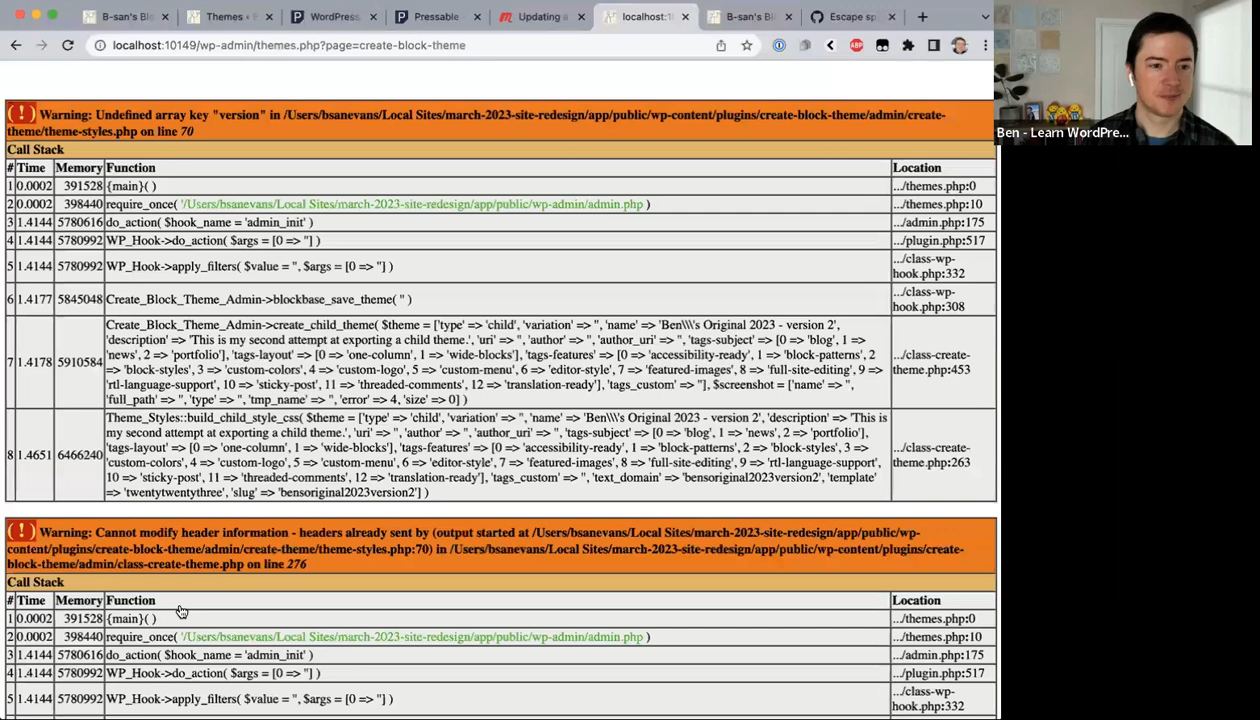 B-san's Blo
Themes ‹ B
WordPress.
Pressable
Updating a
localhost:1
B-san's Blo
Escape sp
localhost:10149/wp-admin/themes.php?page=create-block-theme
Ben - Learn WordPre...
( ! ) Warning: Undefined array key "version" in /Users/bsanevans/Local Sites/march-2023-site-redesign/app/public/wp-content/plugins/create-block-theme/admin/create-
theme/theme-styles.php on line 70
Call Stack
# Time Memory Function Location
1 0.0002 391528 {main}( ) .../themes.php:0
2 0.0002 398440 require_once( '/Users/bsanevans/Local Sites/march-2023-site-redesign/app/public/wp-admin/admin.php ) .../themes.php:10
3 1.4144 5780616 do_action( $hook_name = 'admin_init' ) .../admin.php:175
4 1.4144 5780992 WP_Hook->do_action( $args = [0 => ''] ) .../plugin.php:517
5 1.4144 5780992 WP_Hook->apply_filters( $value = '', $args = [0 => ''] ) .../class-wp-
hook.php:332
6 1.4177 5845048 Create_Block_Theme_Admin->blockbase_save_theme( '' ) .../class-wp-
hook.php:308
Create_Block_Theme_Admin->create_child_theme( $theme = ['type' => 'child', 'variation' => '', 'name' => 'Ben\\\'s Original 2023 - version 2',
'description' => 'This is my second attempt at exporting a child theme.', 'uri' => '', 'author' => '', 'author_uri' => '', 'tags-subject' => [0 => 'blog', 1 =>
'news', 2 => 'portfolio'], 'tags-layout' => [0 => 'one-column', 1 => 'wide-blocks'], 'tags-features' => [0 => 'accessibility-ready', 1 => 'block-patterns', 2
7 1.4178 5910584 => 'block-styles', 3 => 'custom-colors', 4 => 'custom-logo', 5 => 'custom-menu', 6 => 'editor-style', 7 => 'featured-images', 8 => 'full-site-editing', 9 => .../class-create-
'rtl-language-support', 10 => 'sticky-post', 11 => 'threaded-comments', 12 => 'translation-ready'], 'tags_custom' => ''], $screenshot = ['name' => '', theme.php:453
'full_path' => '', 'type' => '', 'tmp_name' => '', 'error' => 4, 'size' => 0] )
Theme_Styles::build_child_style_css( $theme = ['type' => 'child', 'variation' => '', 'name' => 'Ben\\\'s Original 2023 - version 2', 'description' => 'This is
my second attempt at exporting a child theme.', 'uri' => '', 'author' => '', 'author_uri' => '', 'tags-subject' => [0 => 'blog', 1 => 'news', 2 => 'portfolio'],
'tags-layout' => [0 => 'one-column', 1 => 'wide-blocks'], 'tags-features' => [0 => 'accessibility-ready', 1 => 'block-patterns', 2 => 'block-styles', 3 =>
8 1.4651 6466240 'custom-colors', 4 => 'custom-logo', 5 => 'custom-menu', 6 => 'editor-style', 7 => 'featured-images', 8 => 'full-site-editing', 9 => 'rtl-language-support', .../class-create-
10 => 'sticky-post', 11 => 'threaded-comments', 12 => 'translation-ready'], 'tags_custom' => '', 'text_domain' => 'bensoriginal2023version2', 'template' theme.php:263
=> 'twentytwentythree', 'slug' => 'bensoriginal2023version2'] )
( ! ) Warning: Cannot modify header information - headers already sent by (output started at /Users/bsanevans/Local Sites/march-2023-site-redesign/app/public/wp-
content/plugins/create-block-theme/admin/create-theme/theme-styles.php:70) in /Users/bsanevans/Local Sites/march-2023-site-redesign/app/public/wp-content/plugins/create-
block-theme/admin/class-create-theme.php on line 276
Call Stack
# Time Memory Function Location
1 0.0002 391528 {main}( ) .../themes.php:0
2 0.0002 398440 require_once( '/Users/bsanevans/Local Sites/march-2023-site-redesign/app/public/wp-admin/admin.php ) .../themes.php:10
3 1.4144 5780616 do_action( $hook_name = 'admin_init' ) .../admin.php:175
4 1.4144 5780992 WP_Hook->do_action( $args = [0 => ''] ) .../plugin.php:517
5 1.4144 5780992 WP_Hook->apply_filters( $value = '', $args = [0 => ''] ) .../class-wp-
hook.php:332